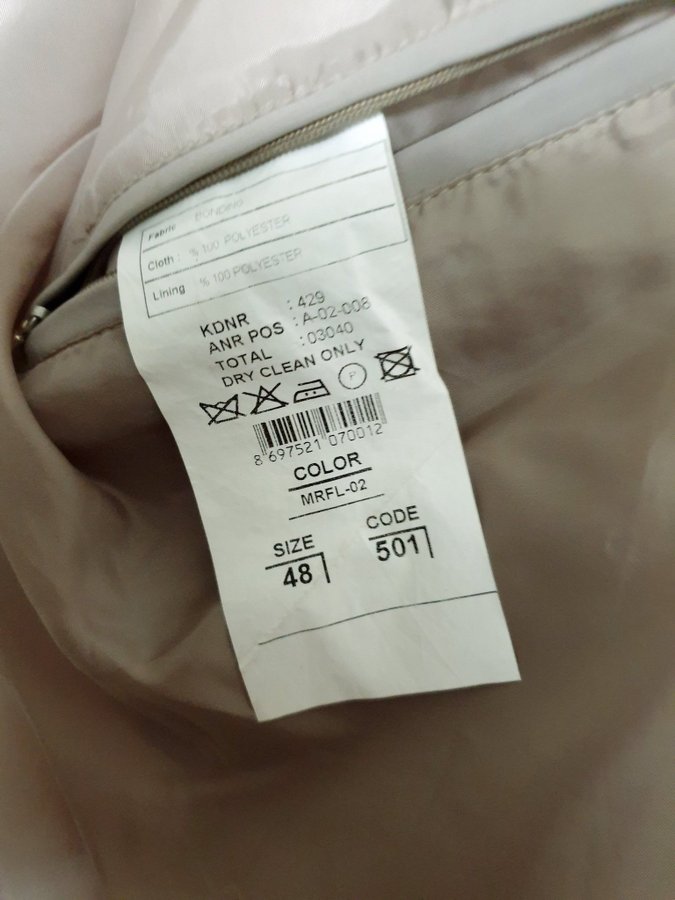 Fabric BONDING
Cloth : % 100 POLYESTER
Lining % 100 POLYESTER
KDNR : 429
ANR POS : A-02-008
TOTAL : 03040
DRY CLEAN ONLY
P
8 697521 070012
COLOR
MRFL-02
SIZE CODE
48 501